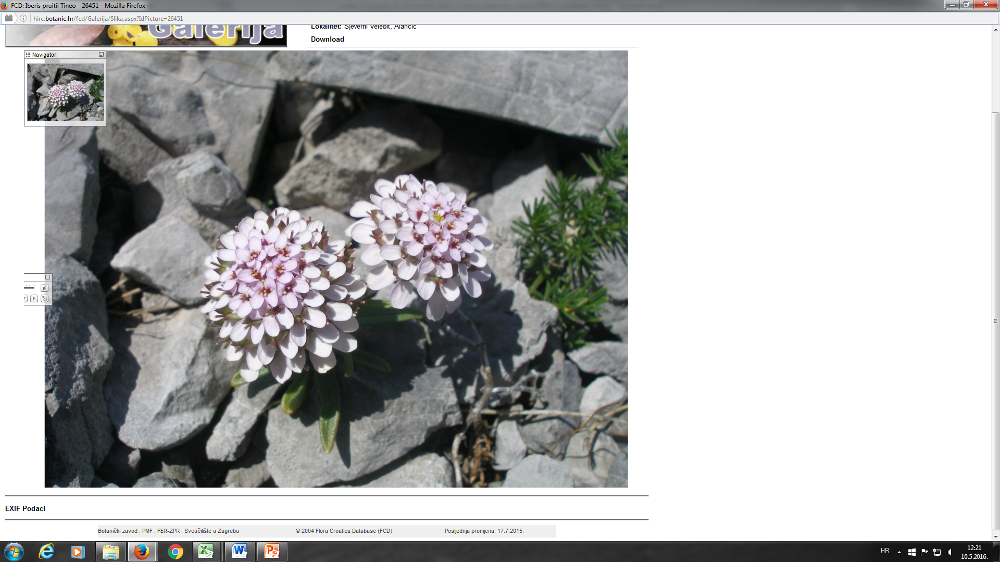 FCD: Iberis pruitii Tineo - 26451 - Mozilla Firefox
hirc.botanic.hr/fcd/Galerija/Slika.aspx?IdPicture=26451
Galerija
Lokalitet: Sjeverni Velebit, Alančić
Download
Navigator
EXIF Podaci
Botanički zavod , PMF , FER-ZPR , Sveučilište u Zagrebu
© 2004 Flora Croatica Database (FCD)
Posljednja promjena: 17.7.2015.
HR
12:21
10.5.2016.